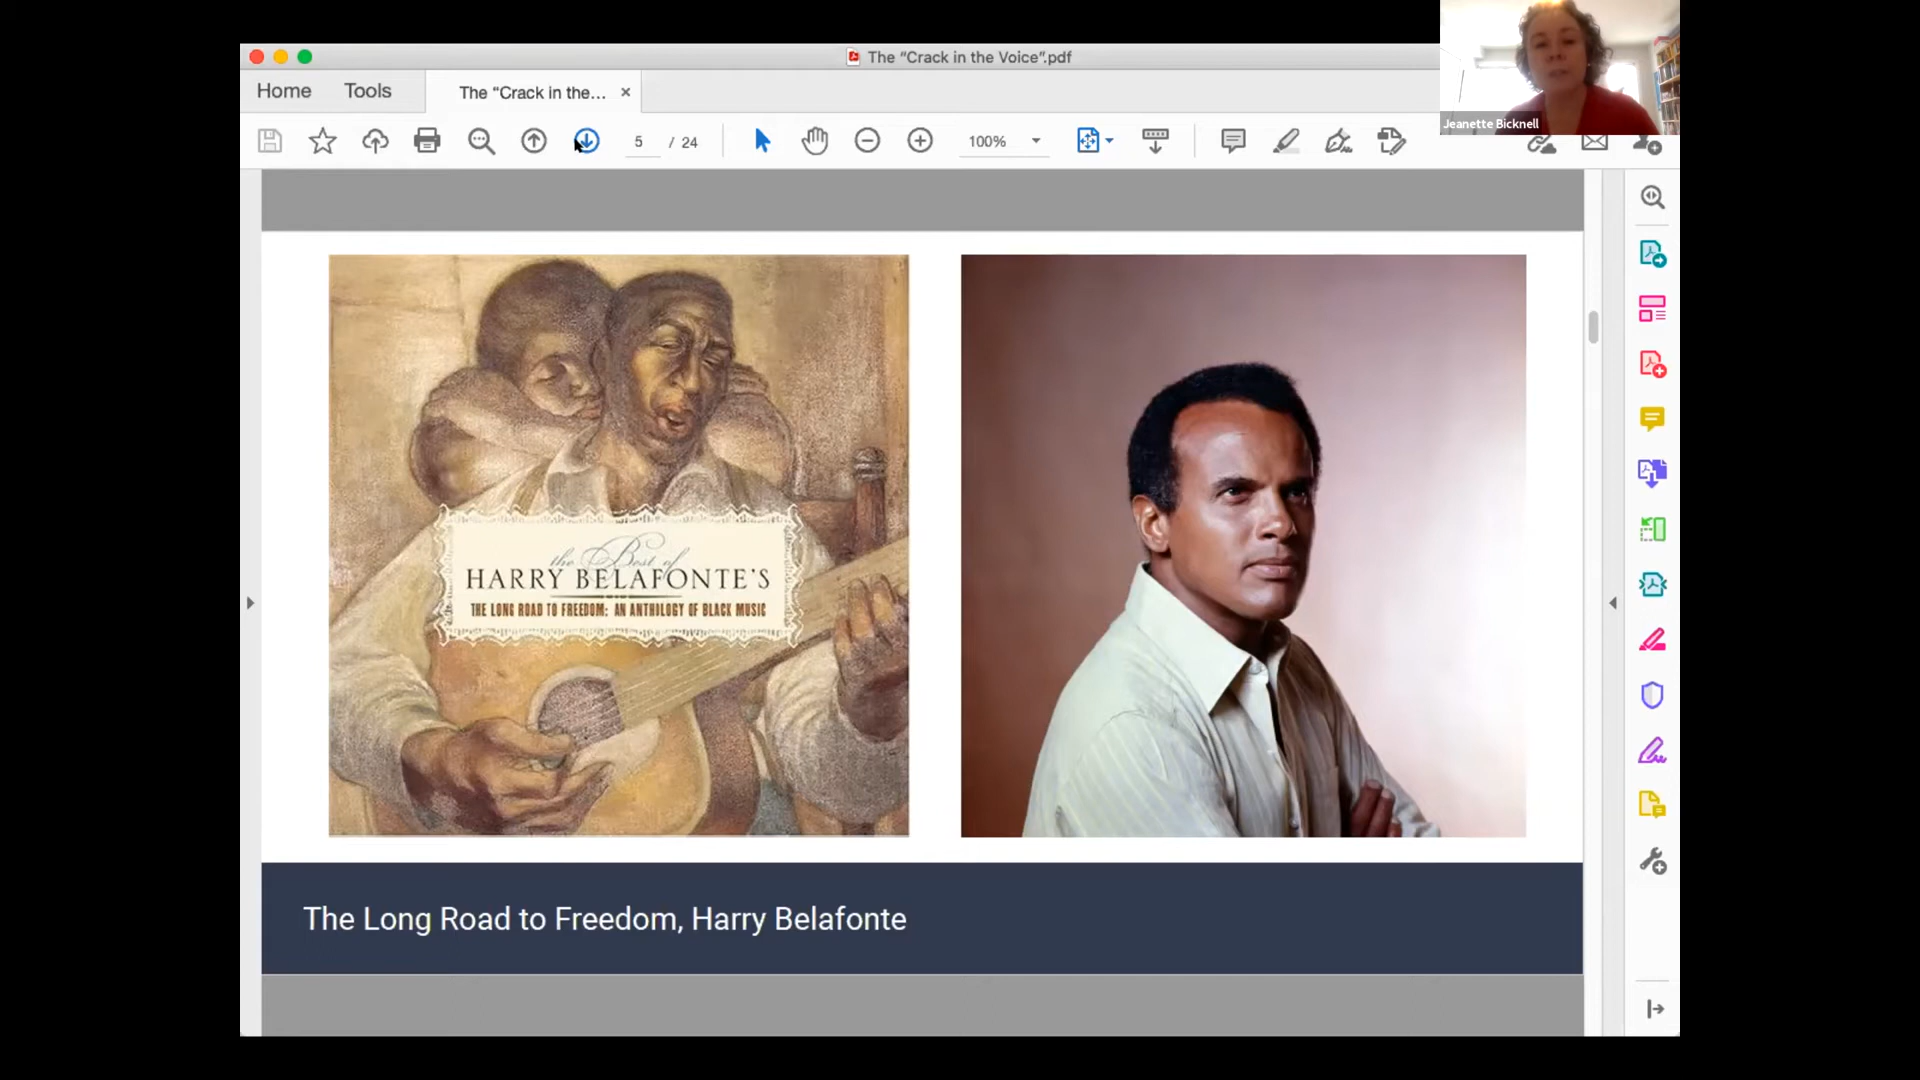 The “Crack in the Voice”.pdf
Home
Tools
The “Crack in the...
5 / 24
100%
Jeanette Bicknell
the Best of
HARRY BELAFONTE'S
THE LONG ROAD TO FREEDOM: AN ANTHOLOGY OF BLACK MUSIC
The Long Road to Freedom, Harry Belafonte